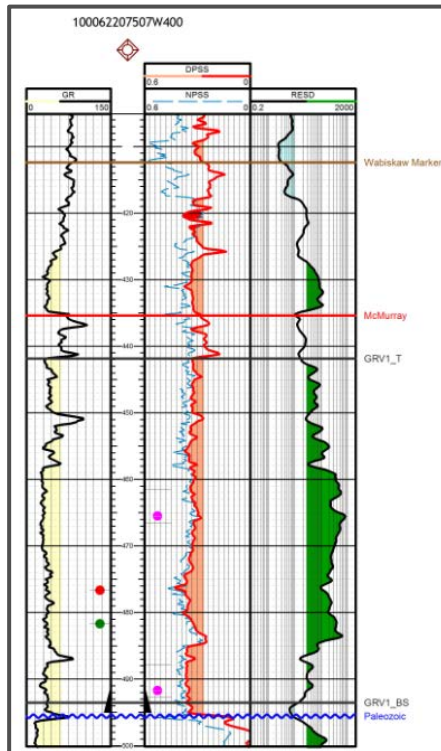 100062207507W400
DPSS
GR
0.6 0
NPSS
RESD
0 150
0.6 0
0.2 2000
Wabiskaw Marker
420
430
McMurray
440
GRV1_T
450
460
470
480
490
GRV1_BS
Paleozoic
500